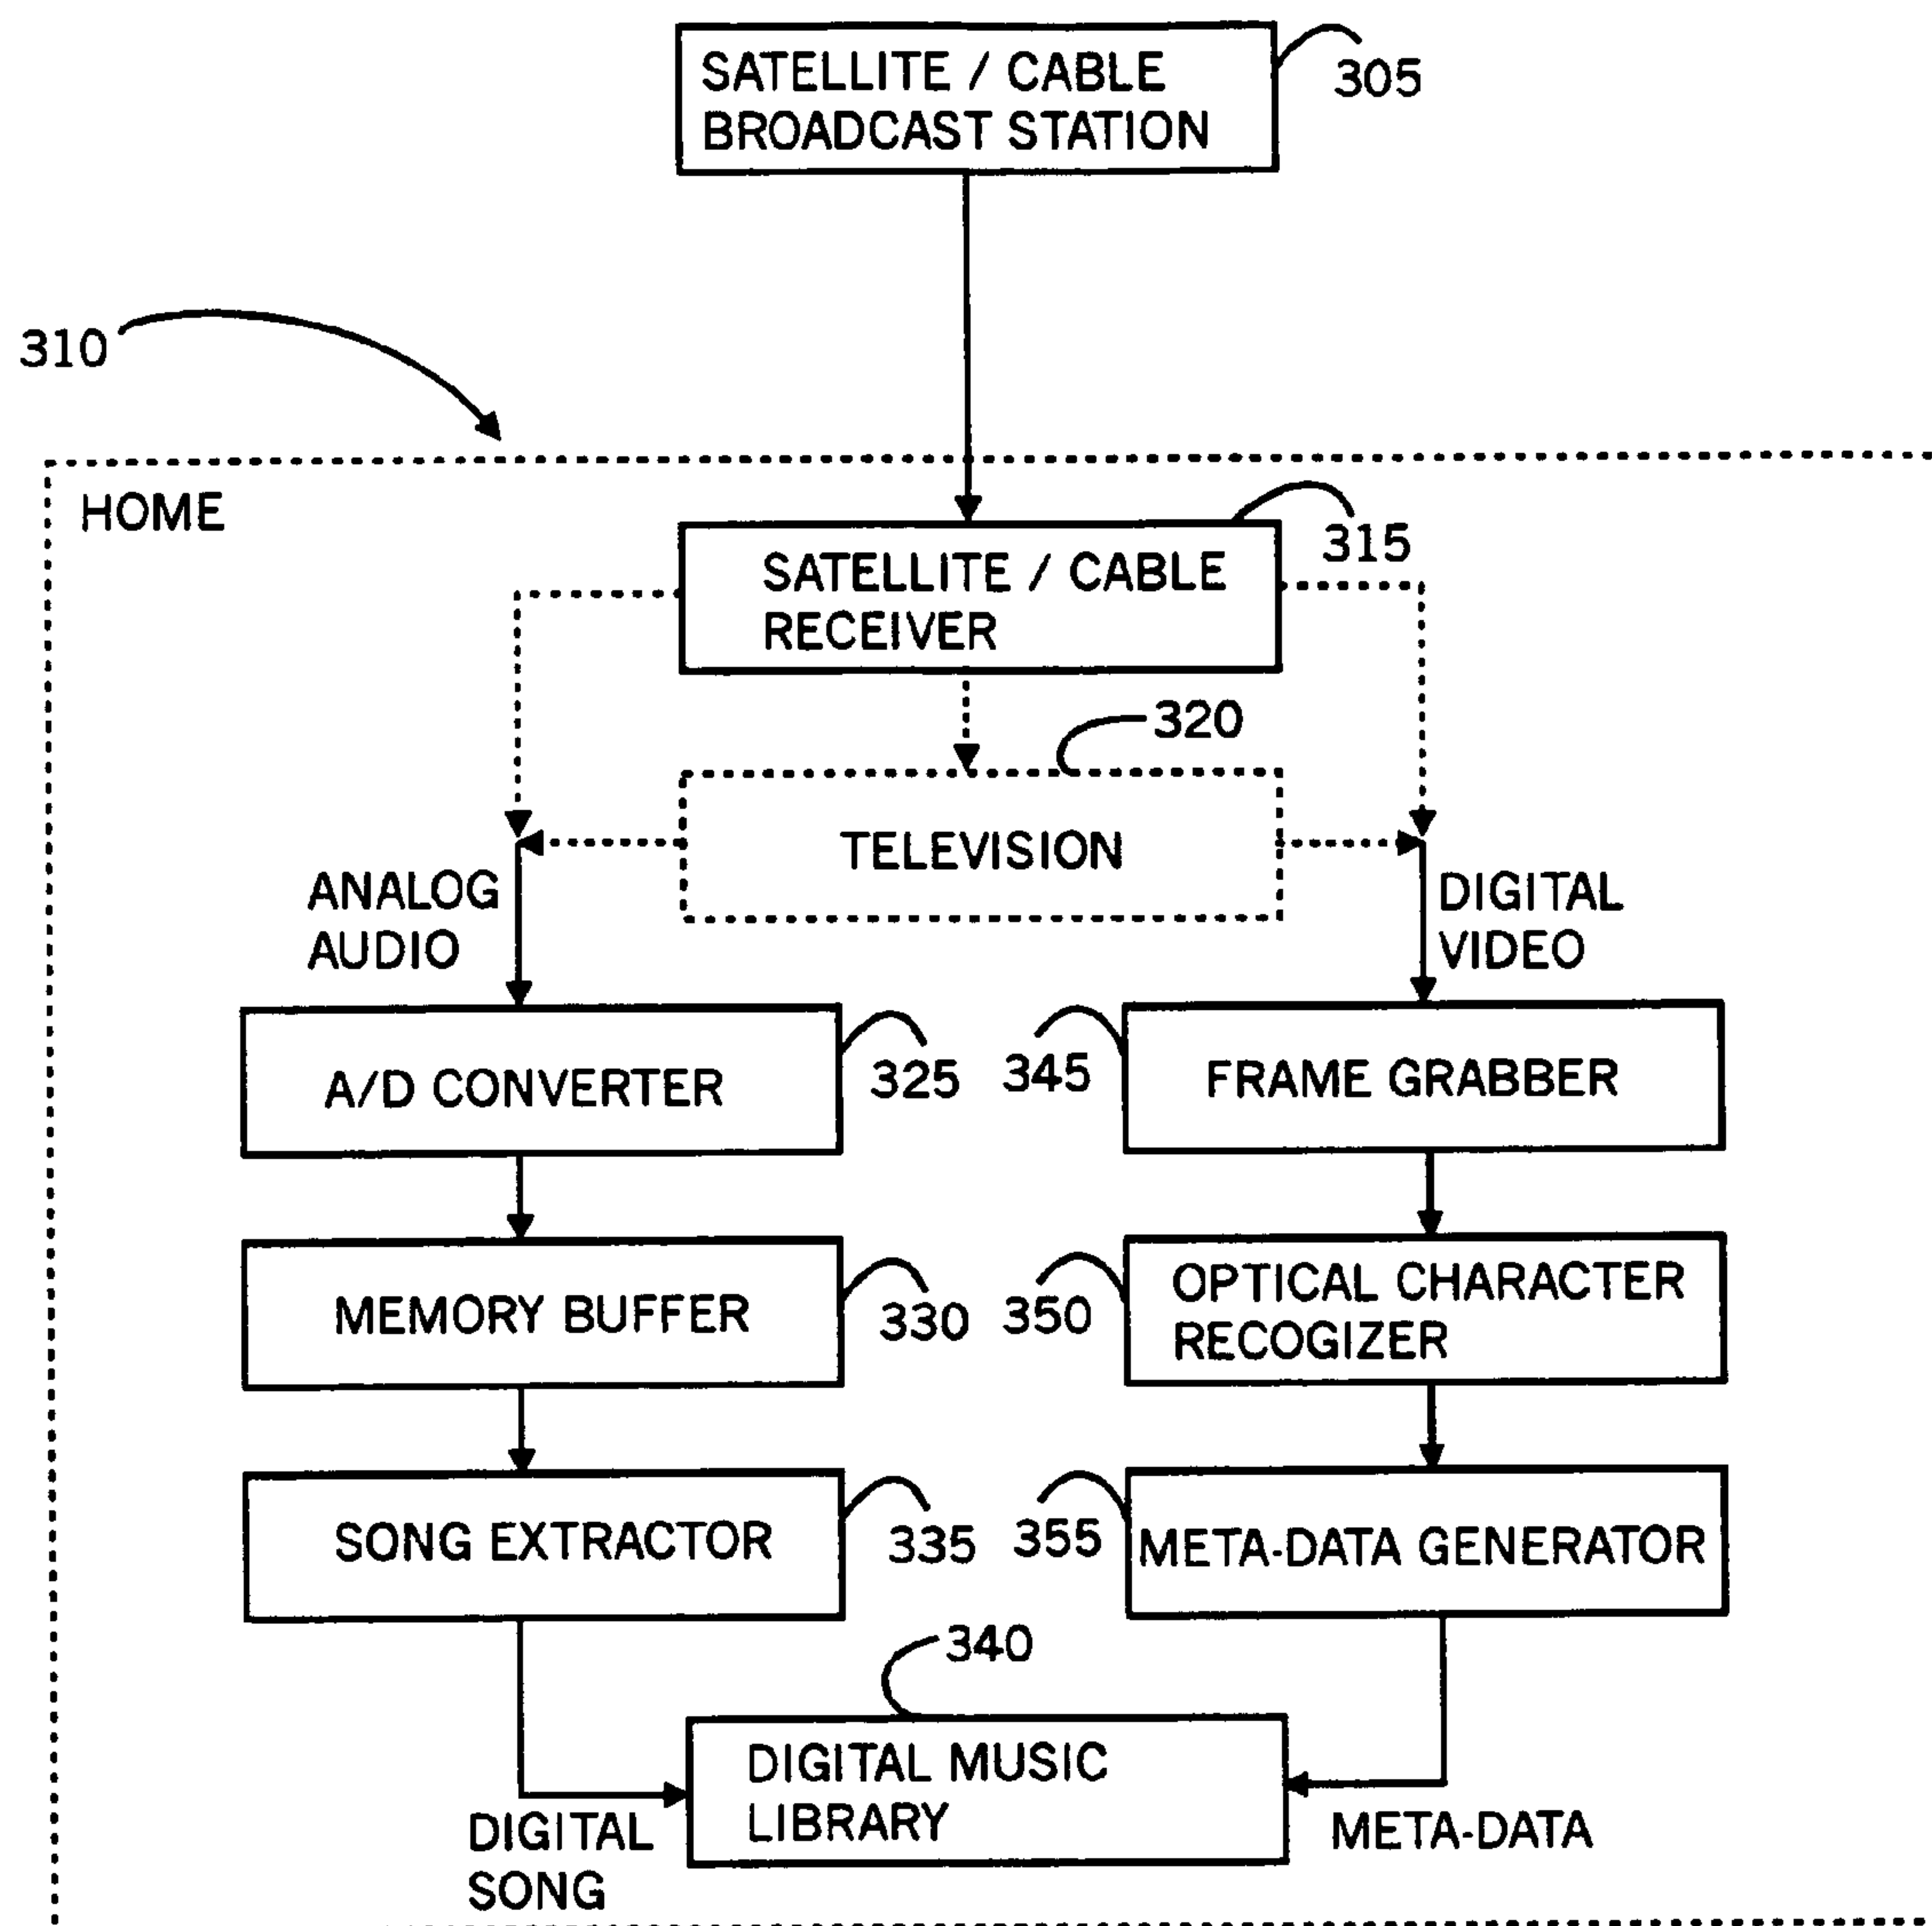 SATELLITE / CABLE
BROADCAST STATION
305
310
HOME
SATELLITE / CABLE
RECEIVER
315
320
TELEVISION
ANALOG
AUDIO
DIGITAL
VIDEO
A/D CONVERTER
325
345
FRAME GRABBER
MEMORY BUFFER
330
350
OPTICAL CHARACTER
RECOGIZER
SONG EXTRACTOR
335
355
META-DATA GENERATOR
340
DIGITAL MUSIC
LIBRARY
DIGITAL
SONG
META-DATA